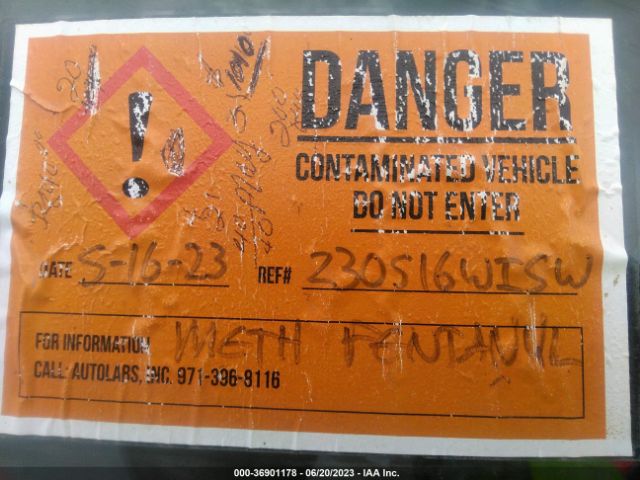 DANGER
CONTAMINATED VEHICLE
DO NOT ENTER
DATE 5-16-23 REF# 230516WISW
FOR INFORMATION METH FENTANYL
CALL: AUTOLARS, INC. 971-396-8116
000-36901178 - 06/20/2023 - IAA Inc.